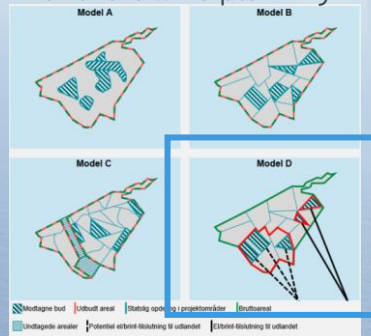 Model A Model B
Model C Model D
Modtagne bud Udbudt areal Statslig opdeling i projektområder Bruttoareal
Undtagede arealer Potentiel el/brint-tilslutning til udlandet El/brint-tilslutning til udlandet